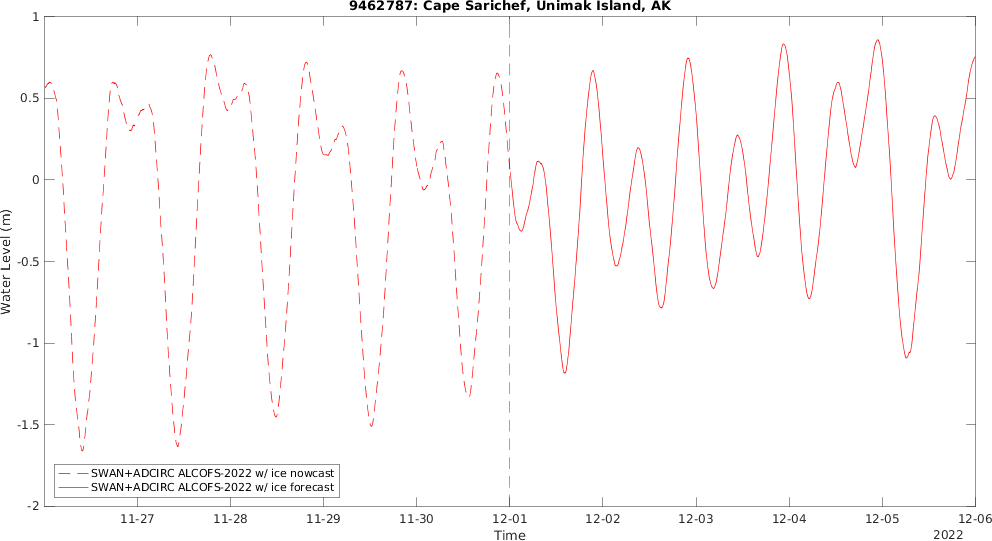 9462787: Cape Sarichef, Unimak Island, AK
1
0.5
0
-0.5
-1
-1.5
-2
Water Level (m)
SWAN+ADCIRC ALCOFS-2022 w/ ice nowcast
SWAN+ADCIRC ALCOFS-2022 w/ ice forecast
11-27 11-28 11-29 11-30 12-01 12-02 12-03 12-04 12-05 12-06
Time
2022